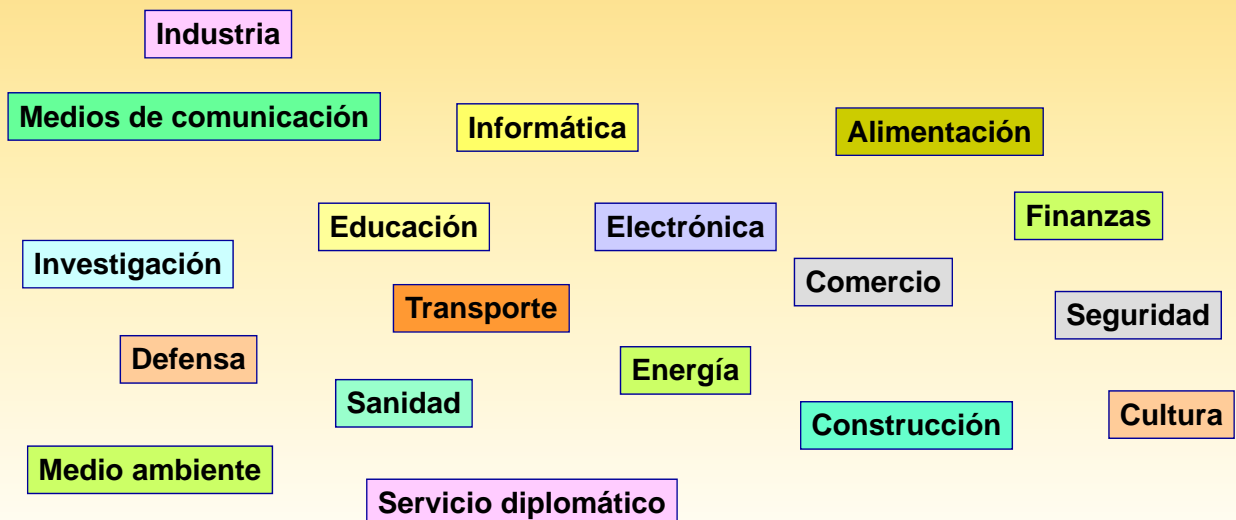 Industria
Medios de comunicación
Informática
Alimentación
Educación
Electrónica
Finanzas
Investigación
Comercio
Transporte
Seguridad
Defensa
Energía
Sanidad
Construcción
Cultura
Medio ambiente
Servicio diplomático